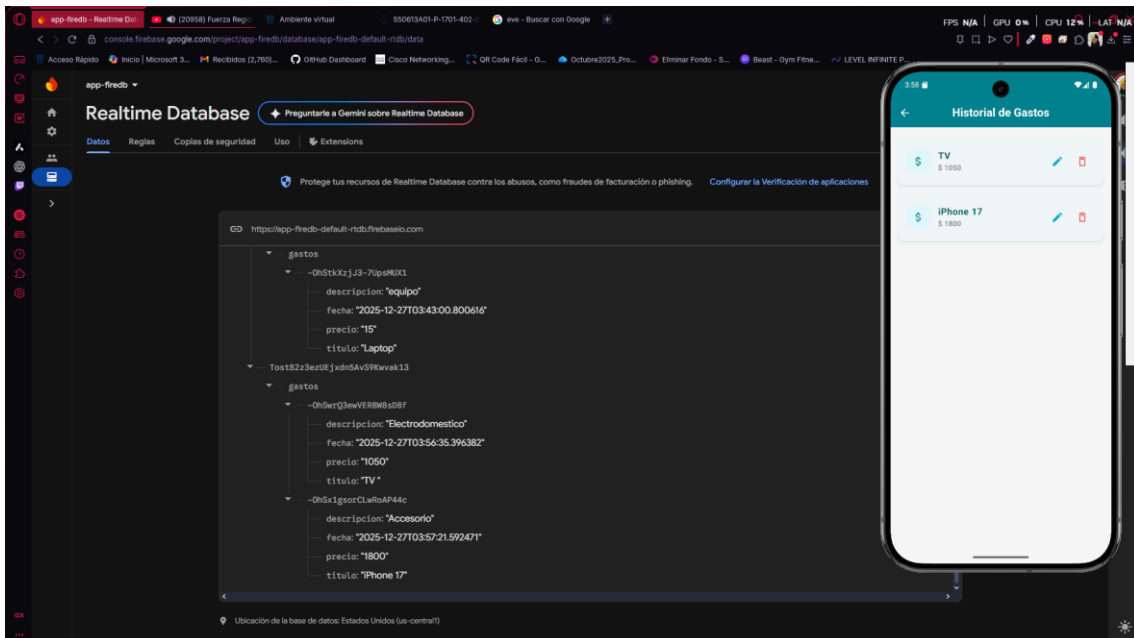 app-firedb - Realtime Dat
(20958) Fuerza Regi
Ambiente virtual
550613A01-P-1701-402-
eve - Buscar con Google
+
FPS N/A | GPU 0% | CPU 12% | LAT N/A
console.firebase.google.com/project/app-firedb/database/app-firedb-default-rtdb/data
Acceso Rápido
Inicio | Microsoft 3...
Recibidos (2,760)...
GitHub Dashboard
Cisco Networking...
QR Code Fácil - G...
Octubre2025_Pro...
Eliminar Fondo - S...
Beast - Gym Fitne...
LEVEL INFINITE P...
app-firedb
Realtime Database
Preguntarle a Gemini sobre Realtime Database
Datos Reglas Copias de seguridad Uso Extensions
Protege tus recursos de Realtime Database contra los abusos, como fraudes de facturación o phishing. Configurar la Verificación de aplicaciones
https://app-firedb-default-rtdb.firebaseio.com
gastos
-OhStkXzjJ3-7UpsMUX1
descripcion: "equipo"
fecha: "2025-12-27T03:43:00.800616"
precio: "15"
titulo: "Laptop"
Tost82z3ezUEjxdn5AvS9Kwvak13
gastos
-OhSwrQ3ewVERBW8sD8f
descripcion: "Electrodomestico"
fecha: "2025-12-27T03:56:35.396382"
precio: "1050"
titulo: "TV "
-OhSx1gsorCLwRoAP44c
descripcion: "Accesorio"
fecha: "2025-12-27T03:57:21.592471"
precio: "1800"
titulo: "iPhone 17"
Ubicación de la base de datos: Estados Unidos (us-central1)
GX
3:58
Historial de Gastos
TV
$ 1050
iPhone 17
$ 1800